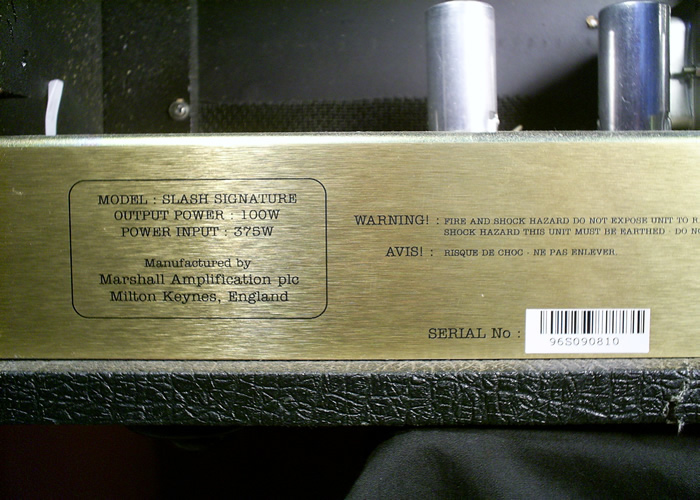 MODEL : SLASH SIGNATURE
OUTPUT POWER : 100W
POWER INPUT : 375W
Manufactured by
Marshall Amplification plc
Milton Keynes, England
WARNING! : FIRE AND SHOCK HAZARD DO NOT EXPOSE UNIT TO
SHOCK HAZARD THIS UNIT MUST BE EARTHED · DO
AVIS! : RISQUE DE CHOC · NE PAS ENLEVER.
SERIAL No :
96S090810